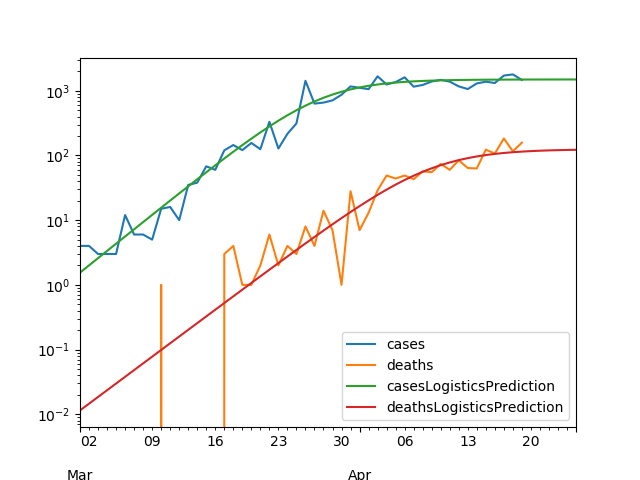 10³
10²
10¹
10⁰
10⁻¹
10⁻²
cases
deaths
casesLogisticsPrediction
deathsLogisticsPrediction
02 09 16 23 30 06 13 20
Mar Apr